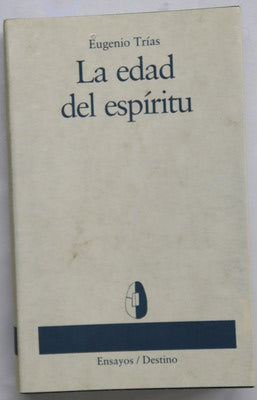 Eugenio Trías
La edad
del espíritu
Ensayos / Destino